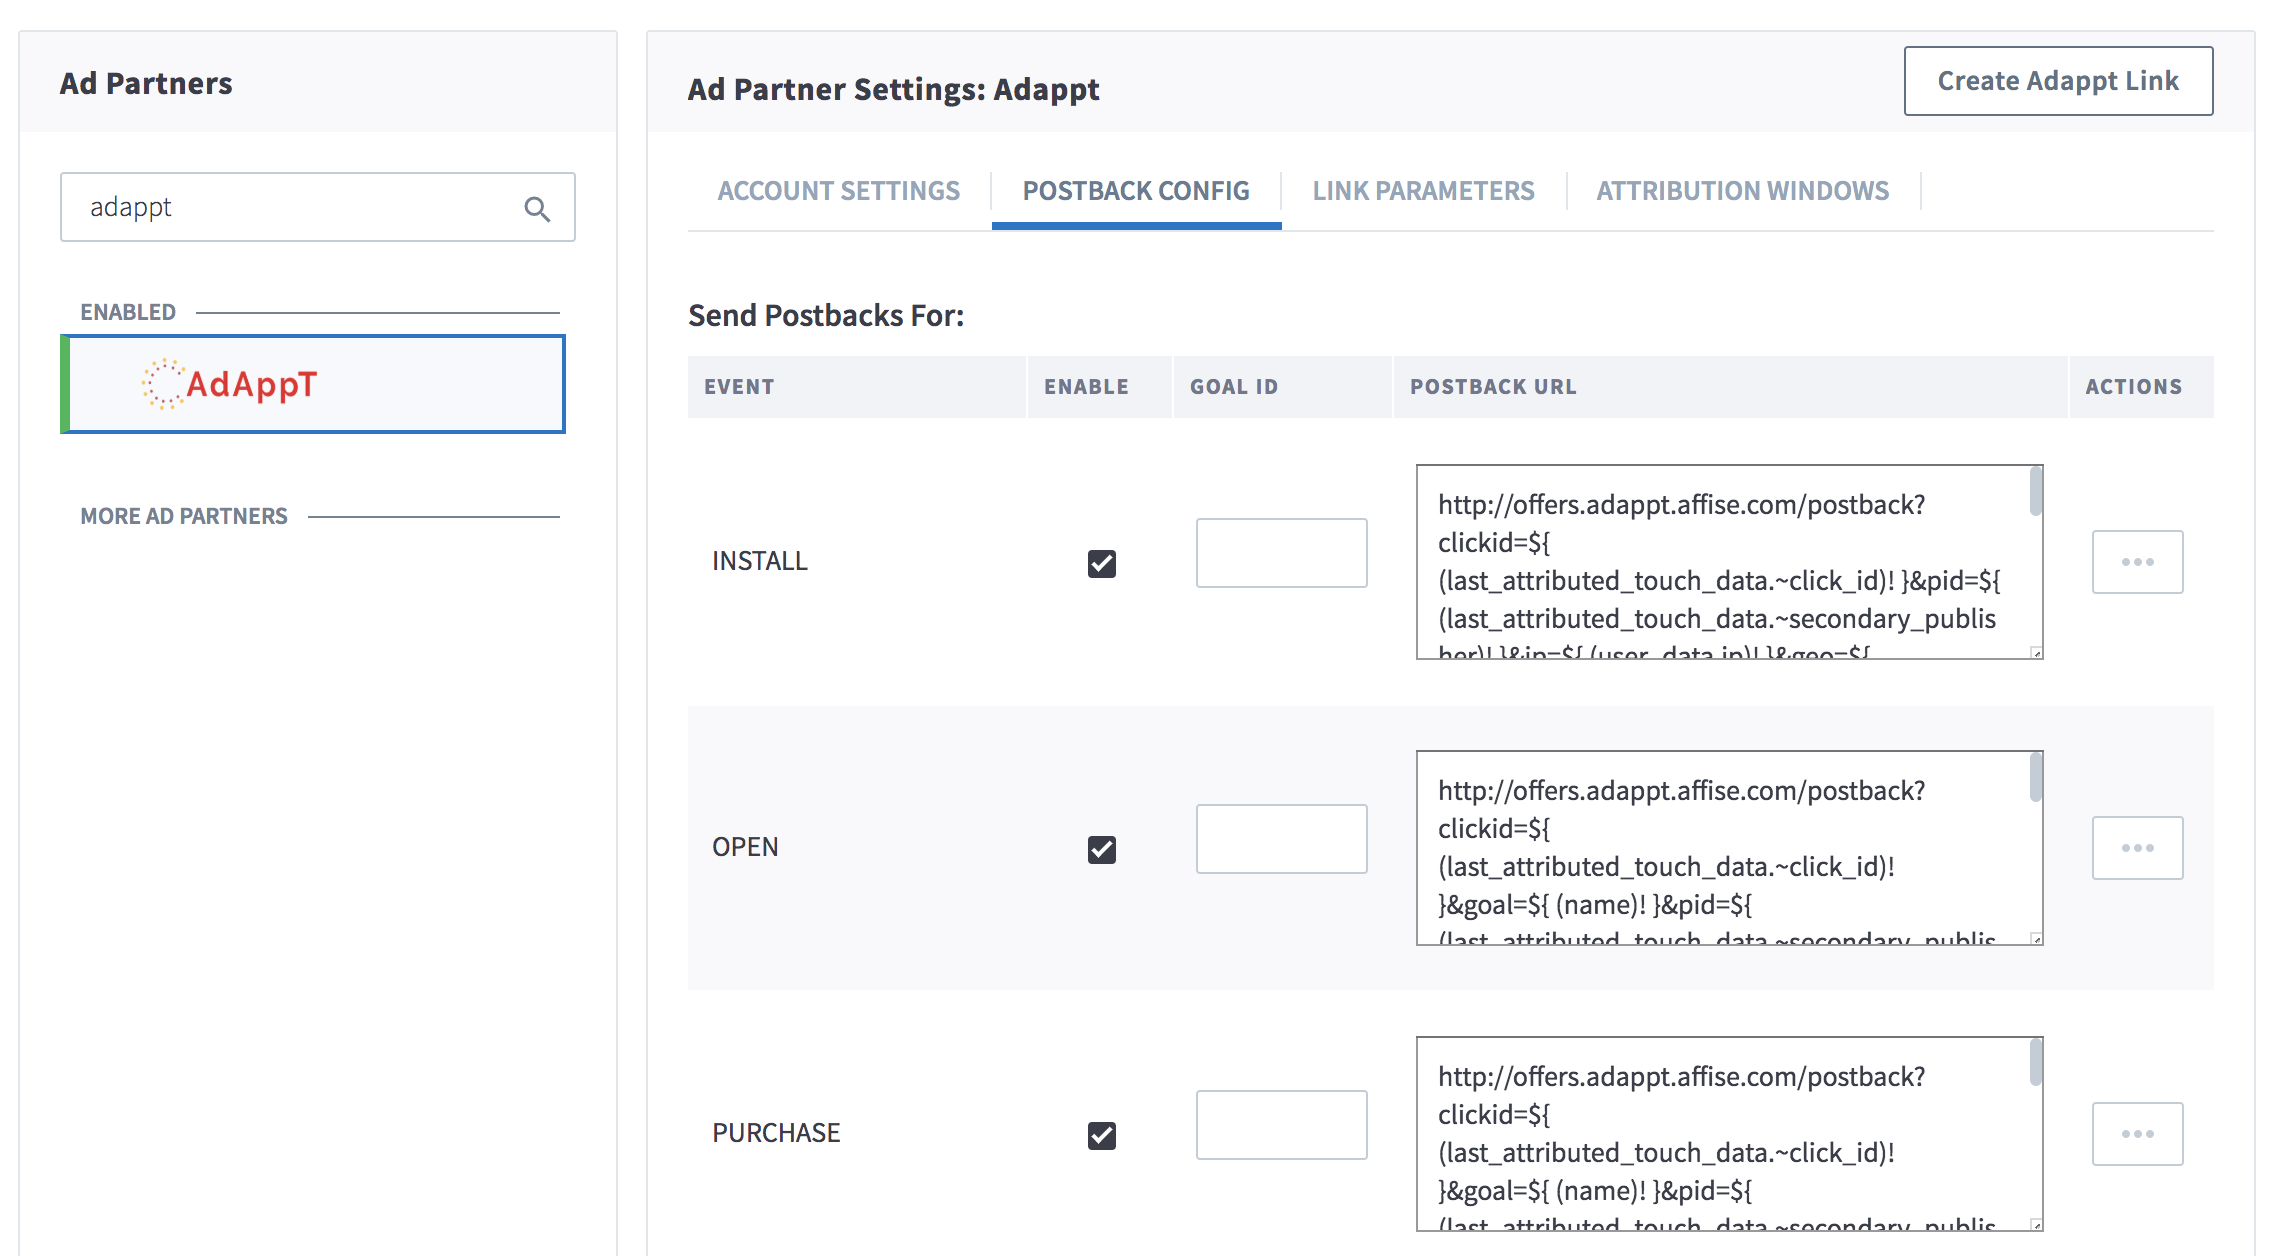 Ad Partners
adappt
ENABLED
AdAppT
MORE AD PARTNERS
Ad Partner Settings: Adappt
Create Adappt Link
ACCOUNT SETTINGS
POSTBACK CONFIG
LINK PARAMETERS
ATTRIBUTION WINDOWS
Send Postbacks For:
EVENT ENABLE GOAL ID POSTBACK URL ACTIONS
INSTALL
http://offers.adappt.affise.com/postback?
clickid=${
(last_attributed_touch_data.~click_id)! }&pid=${
(last_attributed_touch_data.~secondary_publis
her)! }&ip=${ (user_data.ip)! }&geo=${
OPEN
http://offers.adappt.affise.com/postback?
clickid=${
(last_attributed_touch_data.~click_id)!
}&goal=${ (name)! }&pid=${
(last_attributed_touch_data.~secondary_publis
PURCHASE
http://offers.adappt.affise.com/postback?
clickid=${
(last_attributed_touch_data.~click_id)!
}&goal=${ (name)! }&pid=${
(last_attributed_touch_data.~secondary_publis